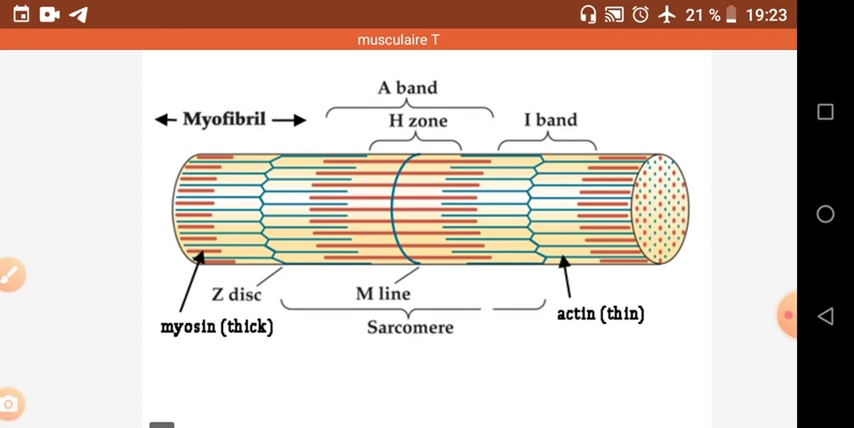 21 % 19:23
musculaire T
A band
Myofibril
H zone
I band
Z disc
M line
actin (thin)
myosin (thick)
Sarcomere